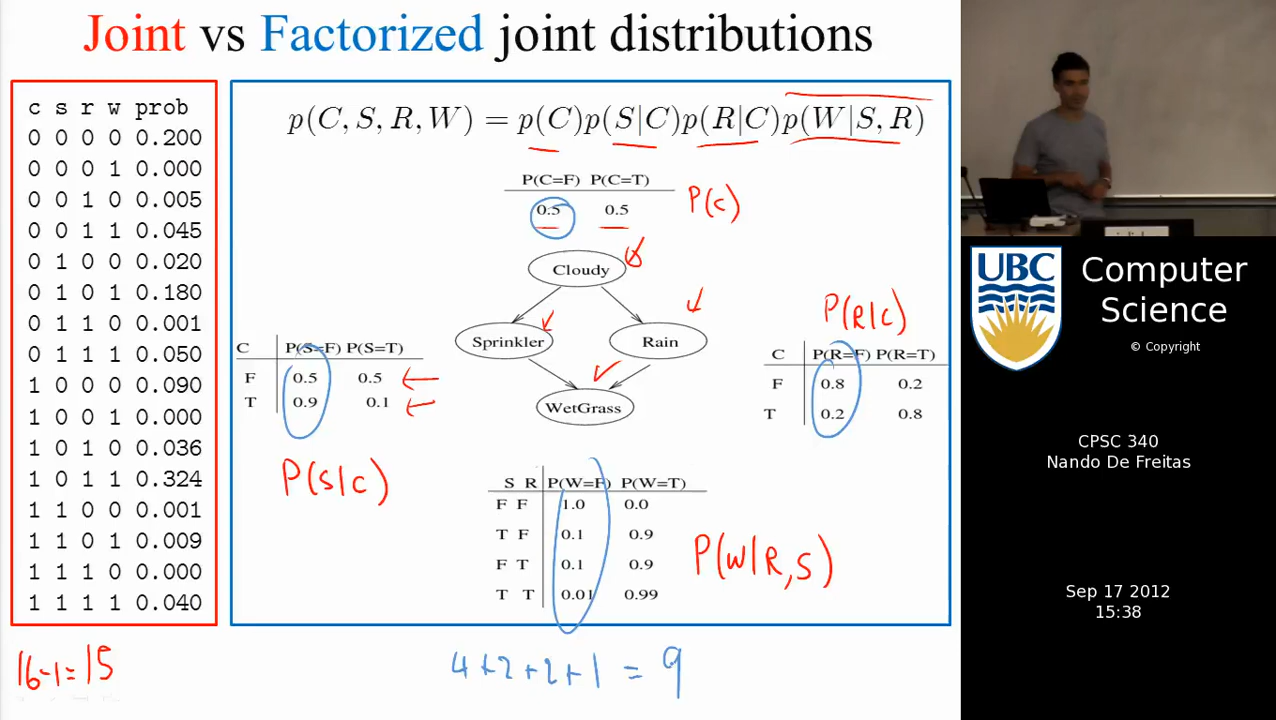 Joint vs Factorized joint distributions
c s r w prob
0 0 0 0 0.200
0 0 0 1 0.000
0 0 1 0 0.005
0 0 1 1 0.045
0 1 0 0 0.020
0 1 0 1 0.180
0 1 1 0 0.001
0 1 1 1 0.050
1 0 0 0 0.090
1 0 0 1 0.000
1 0 1 0 0.036
1 0 1 1 0.324
1 1 0 0 0.001
1 1 0 1 0.009
1 1 1 0 0.000
1 1 1 1 0.040
16-1=15
p(C, S, R, W) = p(C)p(S|C)p(R|C)p(W|S, R)
P(C=F) P(C=T)
0.5 0.5
P(C)
Cloudy
Sprinkler
Rain
WetGrass
C P(S=F) P(S=T)
F 0.5 0.5
T 0.9 0.1
P(S|C)
P(R|C)
C P(R=F) P(R=T)
F 0.8 0.2
T 0.2 0.8
S R P(W=F) P(W=T)
F F 1.0 0.0
T F 0.1 0.9
F T 0.1 0.9
T T 0.01 0.99
P(W|R,S)
4+2+2+1 = 9
UBC
Computer
Science
© Copyright
CPSC 340
Nando De Freitas
Sep 17 2012
15:38